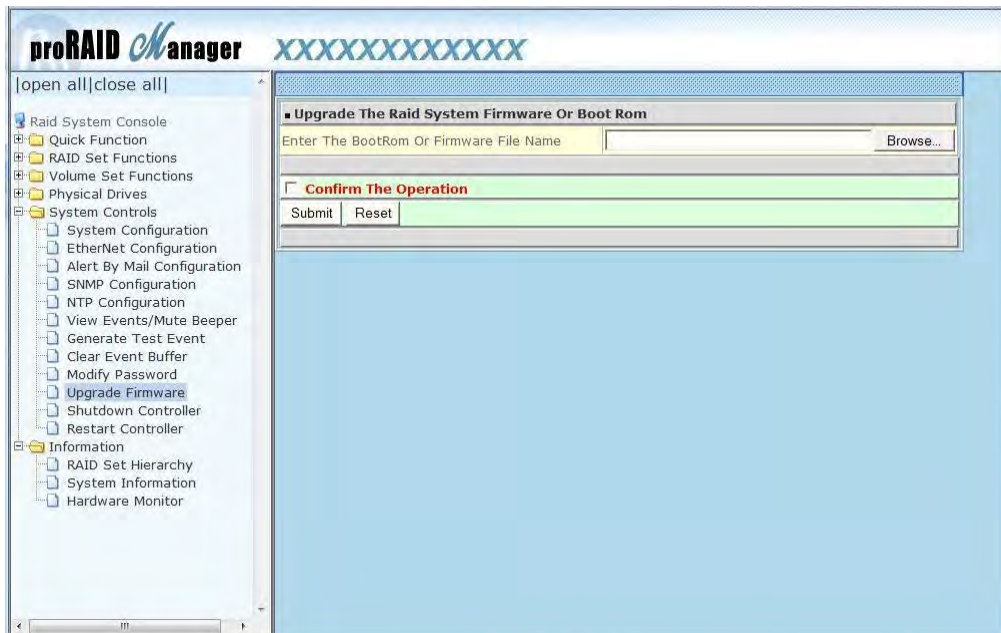 proRAID Manager XXXXXXXXXXXX
|open all|close all|
Raid System Console
Quick Function
RAID Set Functions
Volume Set Functions
Physical Drives
System Controls
System Configuration
EtherNet Configuration
Alert By Mail Configuration
SNMP Configuration
NTP Configuration
View Events/Mute Beeper
Generate Test Event
Clear Event Buffer
Modify Password
Upgrade Firmware
Shutdown Controller
Restart Controller
Information
RAID Set Hierarchy
System Information
Hardware Monitor
Upgrade The Raid System Firmware Or Boot Rom
Enter The BootRom Or Firmware File Name
Browse...
Confirm The Operation
Submit Reset